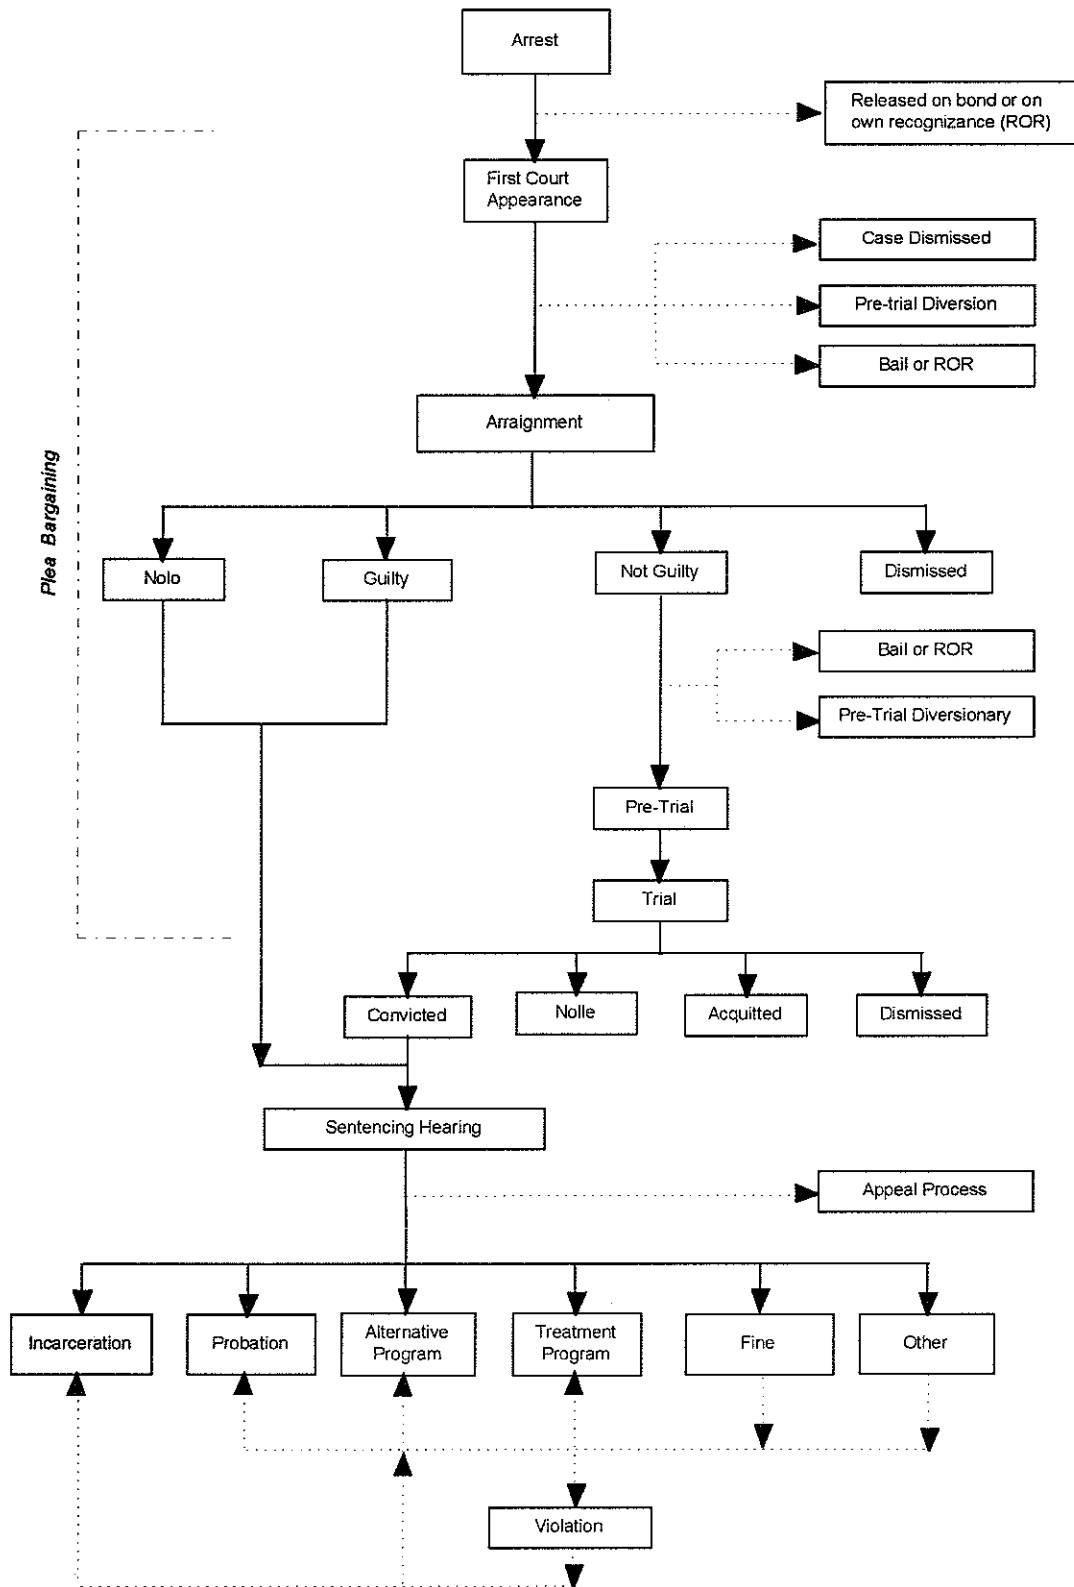 Arrest
Released on bond or on
own recognizance (ROR)
First Court
Appearance
Case Dismissed
Pre-trial Diversion
Bail or ROR
Arraignment
Plea Bargaining
Nolo
Guilty
Not Guilty
Dismissed
Bail or ROR
Pre-Trial Diversionary
Pre-Trial
Trial
Convicted
Nolle
Acquitted
Dismissed
Sentencing Hearing
Appeal Process
Incarceration
Probation
Alternative
Program
Treatment
Program
Fine
Other
Violation